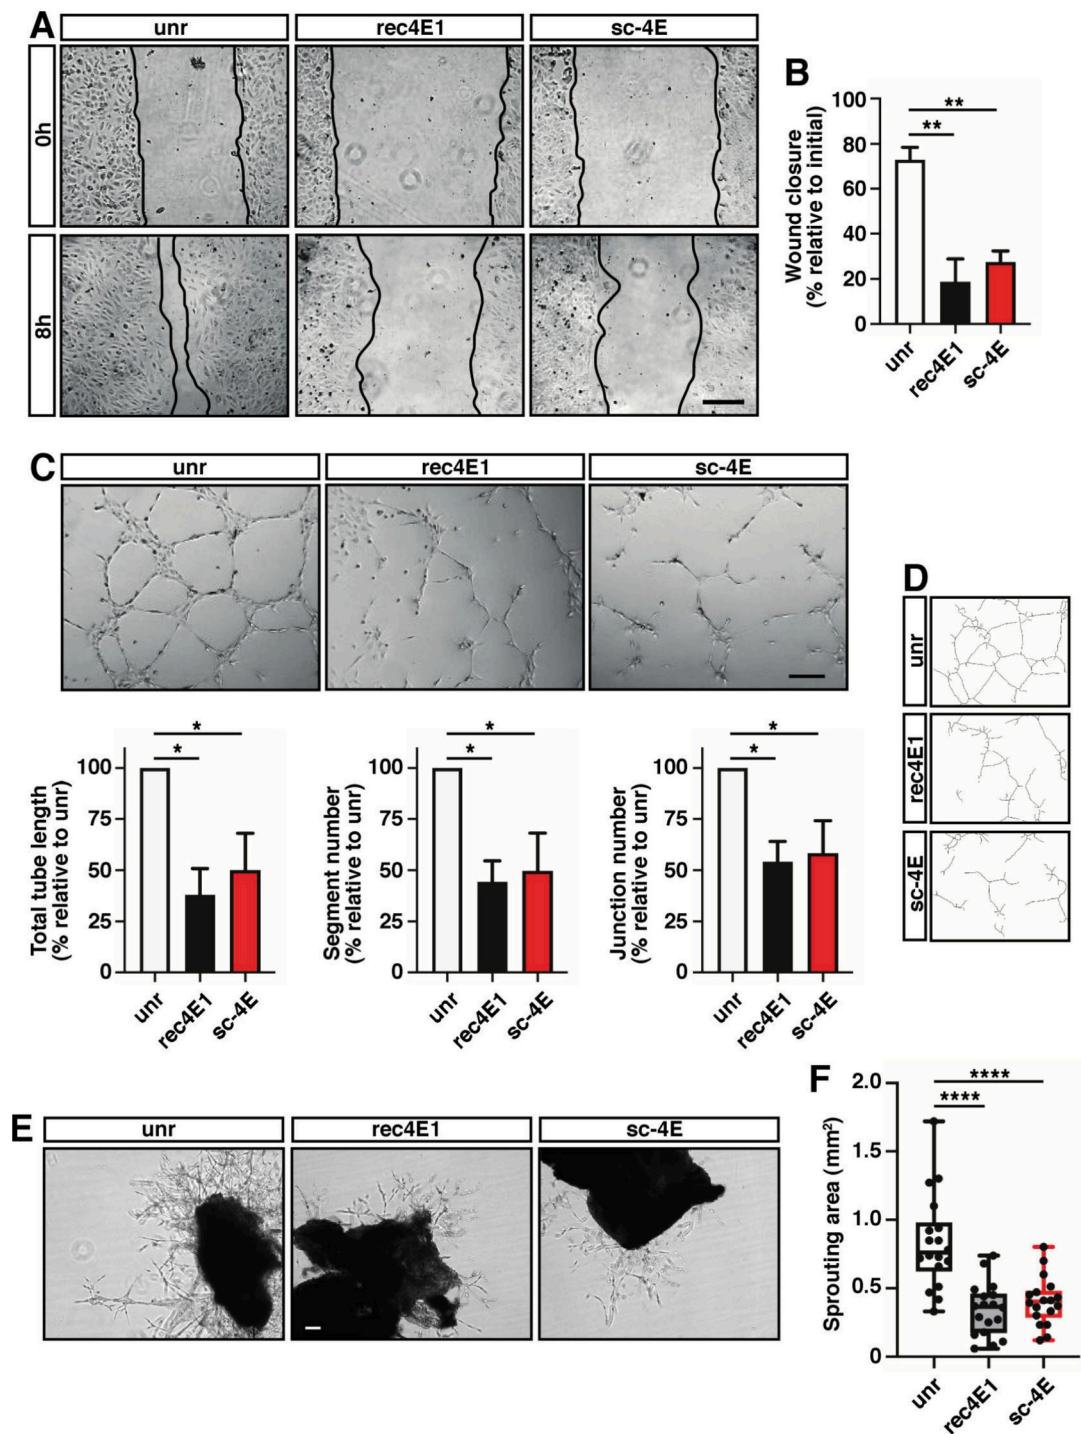 A
unr
rec4E1
sc-4E
0h
8h
B
Wound closure
(% relative to initial)
100
80
60
40
20
0
**
**
unr
rec4E1
sc-4E
C
unr
rec4E1
sc-4E
Total tube length
(% relative to unr)
100
75
50
25
0
*
*
unr
rec4E1
sc-4E
Segment number
(% relative to unr)
100
75
50
25
0
*
*
unr
rec4E1
sc-4E
Junction number
(% relative to unr)
100
75
50
25
0
*
*
unr
rec4E1
sc-4E
D
unr
rec4E1
sc-4E
E
unr
rec4E1
sc-4E
F
Sprouting area (mm²)
2.0
1.5
1.0
0.5
0
****
****
unr
rec4E1
sc-4E